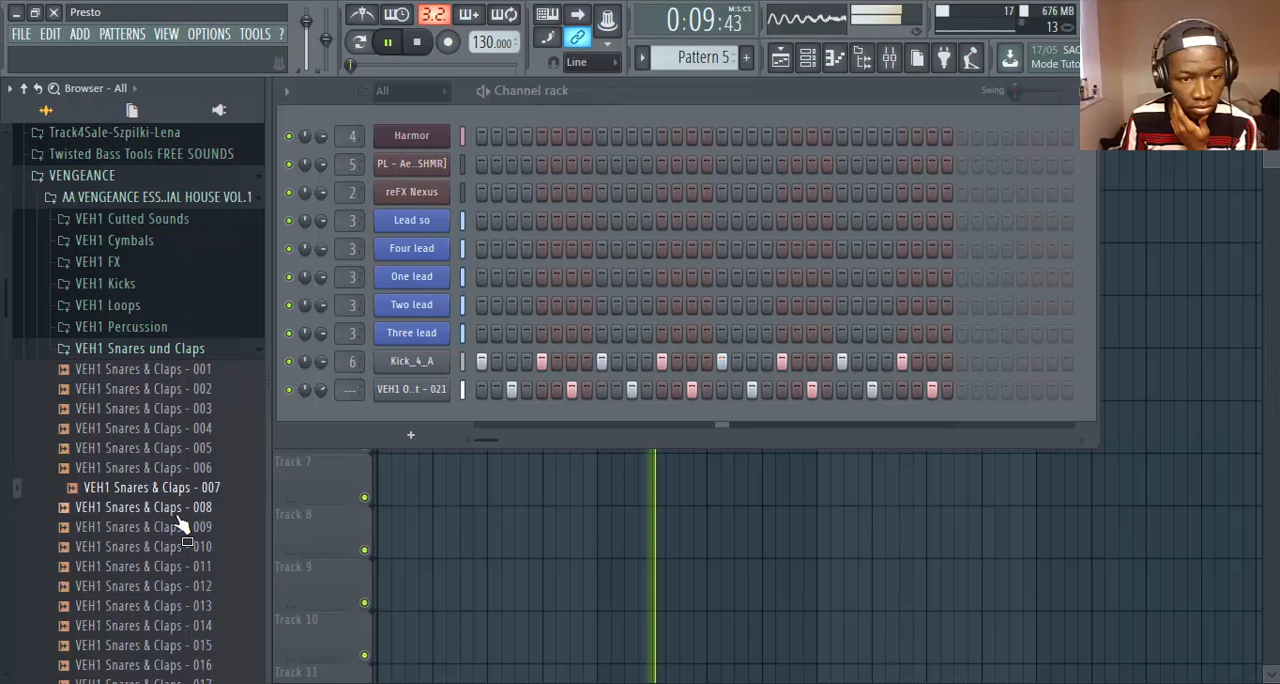 Presto
FILE EDIT ADD PATTERNS VIEW OPTIONS TOOLS ?
3.2.
130.000
Line
0:09:43
M:S:CS
Pattern 5
17
676 MB
13
17/05
Mode Tuto
Browser - All
Track4Sale-Szpilki-Lena
Twisted Bass Tools FREE SOUNDS
VENGEANCE
AA VENGEANCE ESS..IAL HOUSE VOL.1
VEH1 Cutted Sounds
VEH1 Cymbals
VEH1 FX
VEH1 Kicks
VEH1 Loops
VEH1 Percussion
VEH1 Snares und Claps
VEH1 Snares & Claps - 001
VEH1 Snares & Claps - 002
VEH1 Snares & Claps - 003
VEH1 Snares & Claps - 004
VEH1 Snares & Claps - 005
VEH1 Snares & Claps - 006
VEH1 Snares & Claps - 007
VEH1 Snares & Claps - 008
VEH1 Snares & Claps - 009
VEH1 Snares & Claps - 010
VEH1 Snares & Claps - 011
VEH1 Snares & Claps - 012
VEH1 Snares & Claps - 013
VEH1 Snares & Claps - 014
VEH1 Snares & Claps - 015
VEH1 Snares & Claps - 016
All
Channel rack
Swing
4 Harmor
5 PL - Ae..SHMR]
2 reFX Nexus
3 Lead so
3 Four lead
3 One lead
3 Two lead
3 Three lead
6 Kick_4_A
--- VEH1 O..t - 021
+
Track 7
Track 8
Track 9
Track 10
Track 11